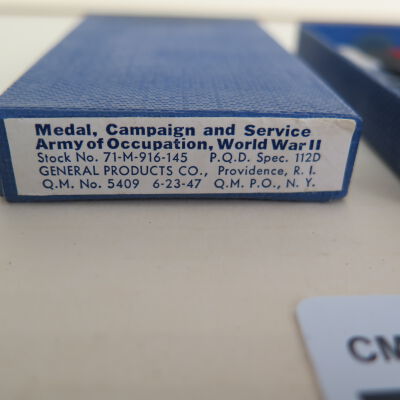 Medal, Campaign and Service
Army of Occupation, World War II
Stock No. 71-M-916-145 P.Q.D. Spec. 112D
GENERAL PRODUCTS CO., Providence, R. I.
Q.M. No. 5409 6-23-47 Q.M. P.O., N. Y.
CM